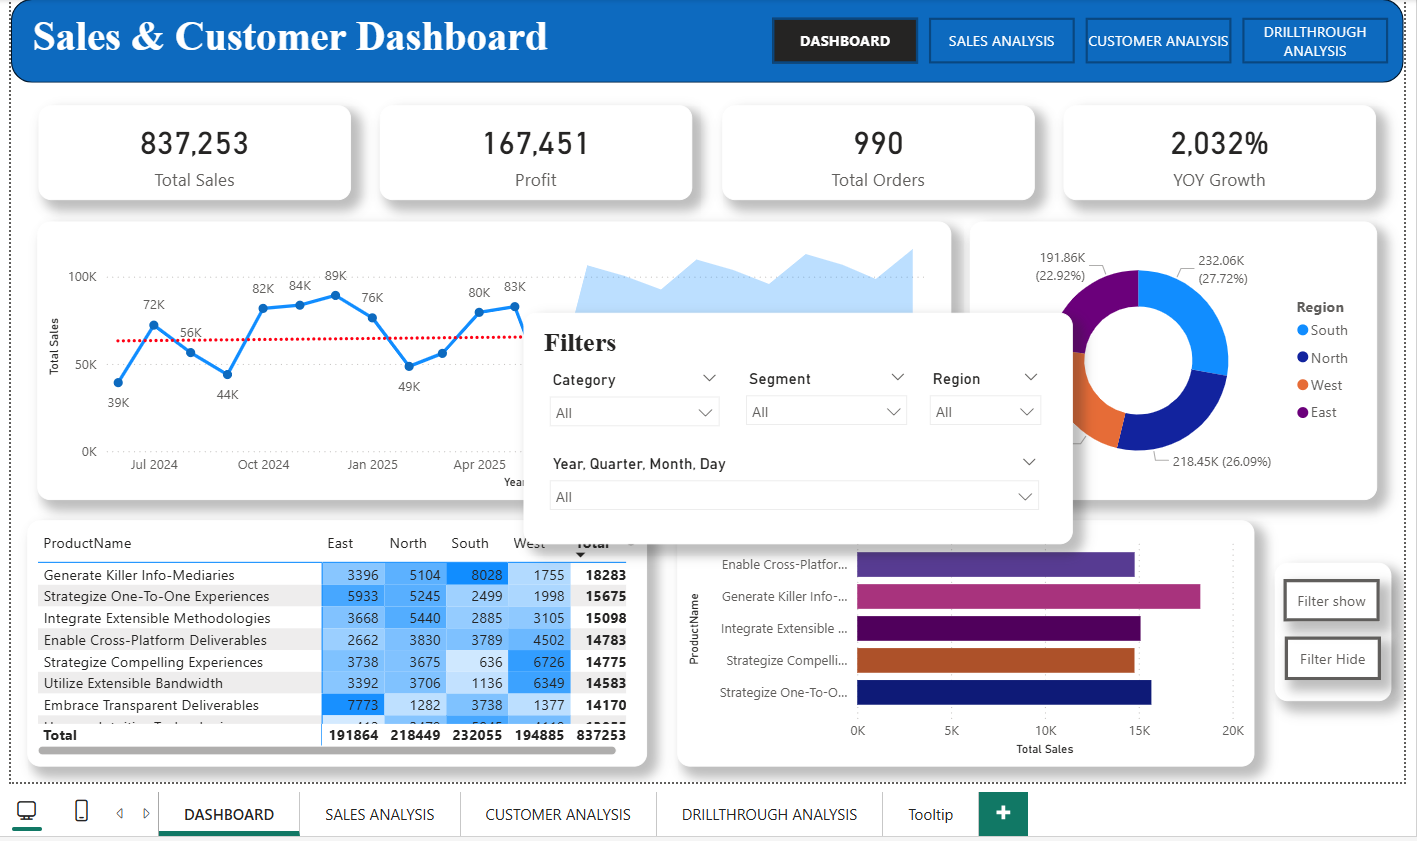 Sales & Customer Dashboard
DASHBOARD
SALES ANALYSIS
CUSTOMER ANALYSIS
DRILLTHROUGH
ANALYSIS
837,253
Total Sales
167,451
Profit
990
Total Orders
2,032%
YOY Growth
Total Sales
100K
50K
0K
39K
72K
56K
44K
82K
84K
89K
76K
49K
80K
83K
Jul 2024
Oct 2024
Jan 2025
Apr 2025
191.86K
(22.92%)
232.06K
(27.72%)
218.45K (26.09%)
Region
South
North
West
East
Filters
Category
All
Segment
All
Region
All
Year, Quarter, Month, Day
All
ProductName East North South West Total
Generate Killer Info-Mediaries 3396 5104 8028 1755 18283
Strategize One-To-One Experiences 5933 5245 2499 1998 15675
Integrate Extensible Methodologies 3668 5440 2885 3105 15098
Enable Cross-Platform Deliverables 2662 3830 3789 4502 14783
Strategize Compelling Experiences 3738 3675 636 6726 14775
Utilize Extensible Bandwidth 3392 3706 1136 6349 14583
Embrace Transparent Deliverables 7773 1282 3738 1377 14170
Total 191864 218449 232055 194885 837253
ProductName
Enable Cross-Platfor...
Generate Killer Info-...
Integrate Extensible ...
Strategize Compelli...
Strategize One-To-O...
0K 5K 10K 15K 20K
Total Sales
Filter show
Filter Hide
DASHBOARD
SALES ANALYSIS
CUSTOMER ANALYSIS
DRILLTHROUGH ANALYSIS
Tooltip
+